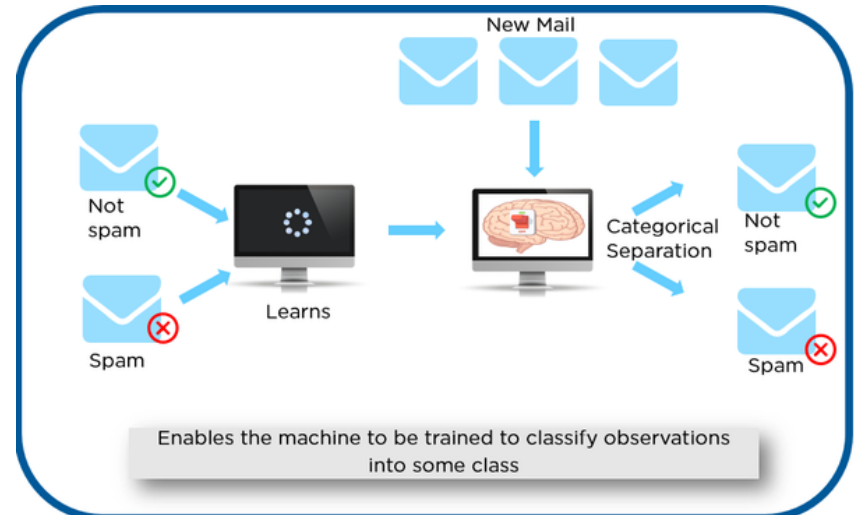 New Mail
Not
spam
Spam
Learns
Categorical
Separation
Not
spam
Spam
Enables the machine to be trained to classify observations
into some class